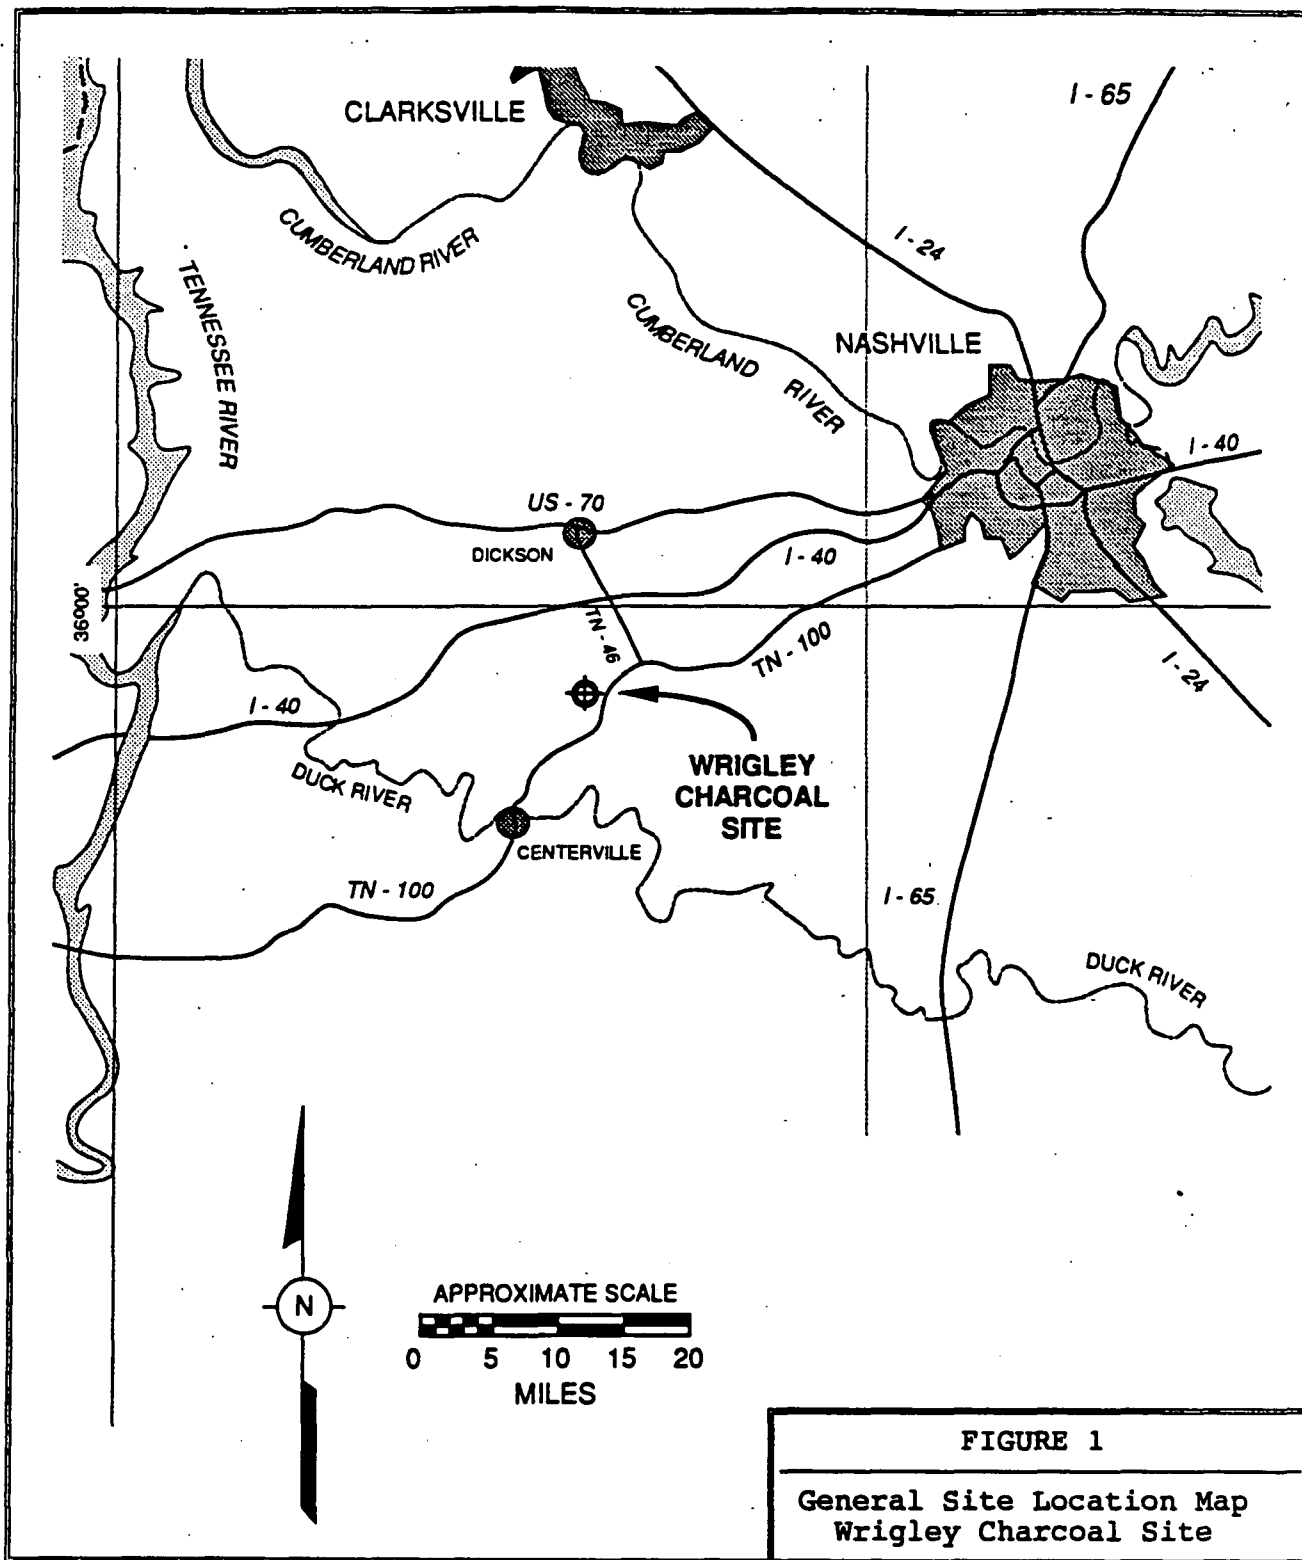 CLARKSVILLE
I - 65
CUMBERLAND RIVER
I - 24
TENNESSEE RIVER
CUMBERLAND RIVER
NASHVILLE
I - 40
US - 70
DICKSON
I - 40
36°00'
TN - 46
TN - 100
I - 24
I - 40
WRIGLEY
CHARCOAL
SITE
DUCK RIVER
CENTERVILLE
TN - 100
I - 65
DUCK RIVER
N
APPROXIMATE SCALE
0 5 10 15 20
MILES
FIGURE 1
General Site Location Map
Wrigley Charcoal Site